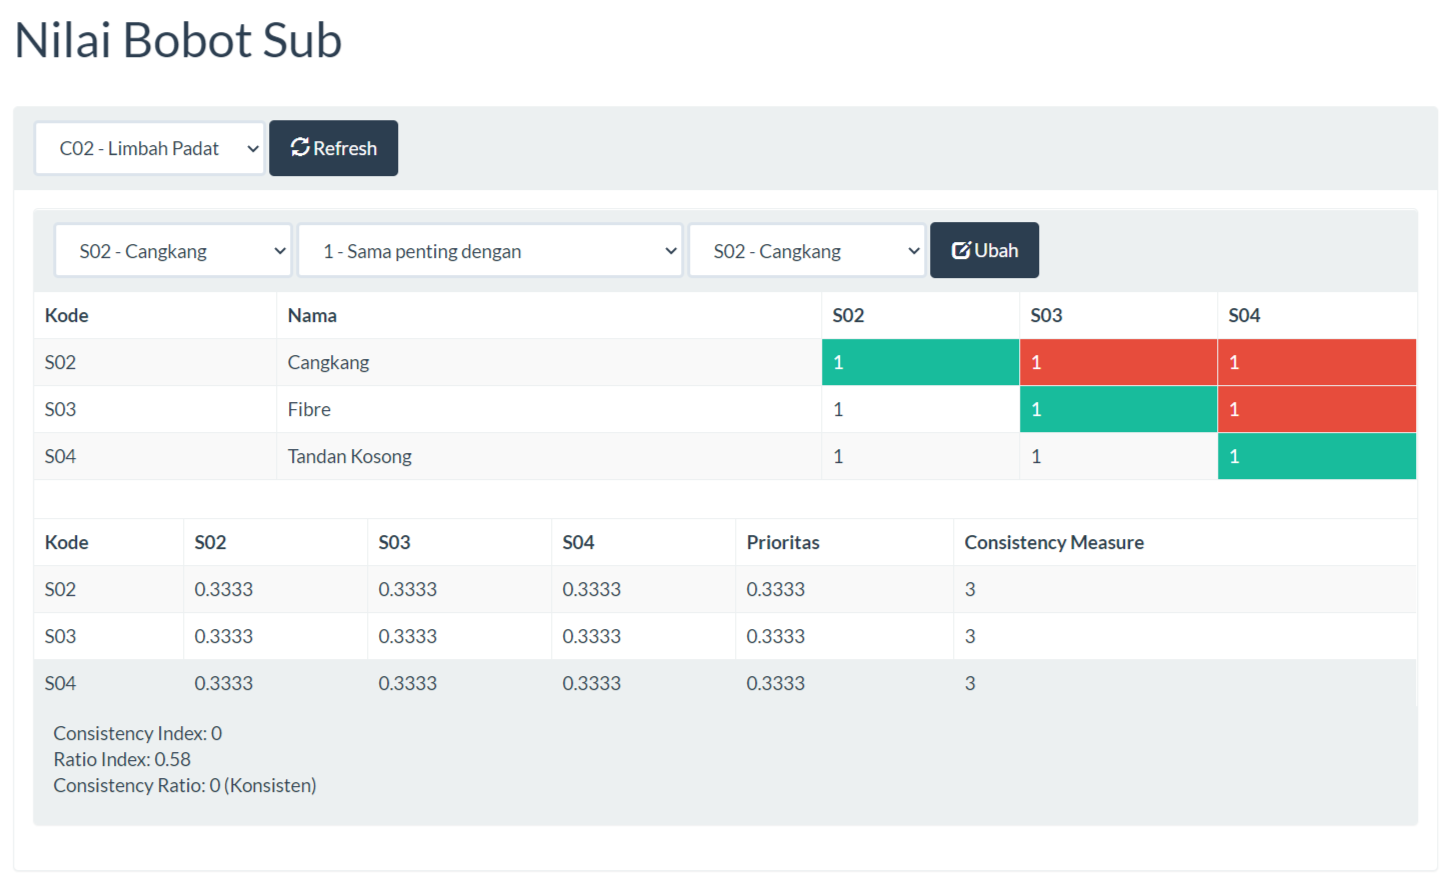 Nilai Bobot Sub
C02 - Limbah Padat Refresh
S02 - Cangkang 1 - Sama penting dengan S02 - Cangkang Ubah
Kode Nama S02 S03 S04
S02 Cangkang 1 1 1
S03 Fibre 1 1 1
S04 Tandan Kosong 1 1 1
Kode S02 S03 S04 Prioritas Consistency Measure
S02 0.3333 0.3333 0.3333 0.3333 3
S03 0.3333 0.3333 0.3333 0.3333 3
S04 0.3333 0.3333 0.3333 0.3333 3
Consistency Index: 0
Ratio Index: 0.58
Consistency Ratio: 0 (Konsisten)